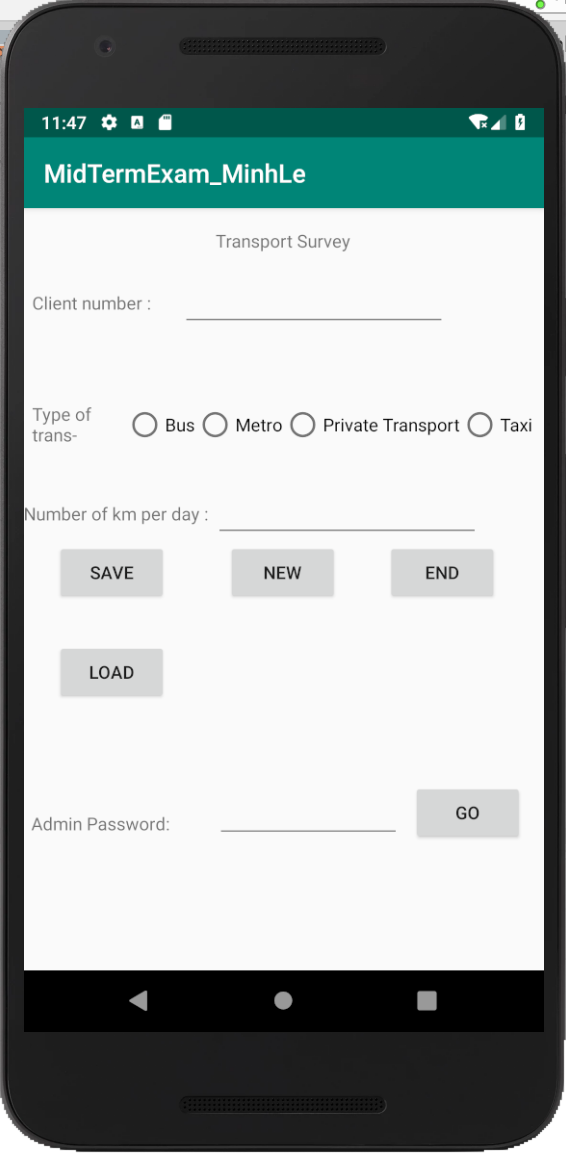 11:47
MidTermExam_MinhLe
Transport Survey
Client number :
Type of
trans-
Bus Metro Private Transport Taxi
Number of km per day :
SAVE NEW END
LOAD
GO
Admin Password: